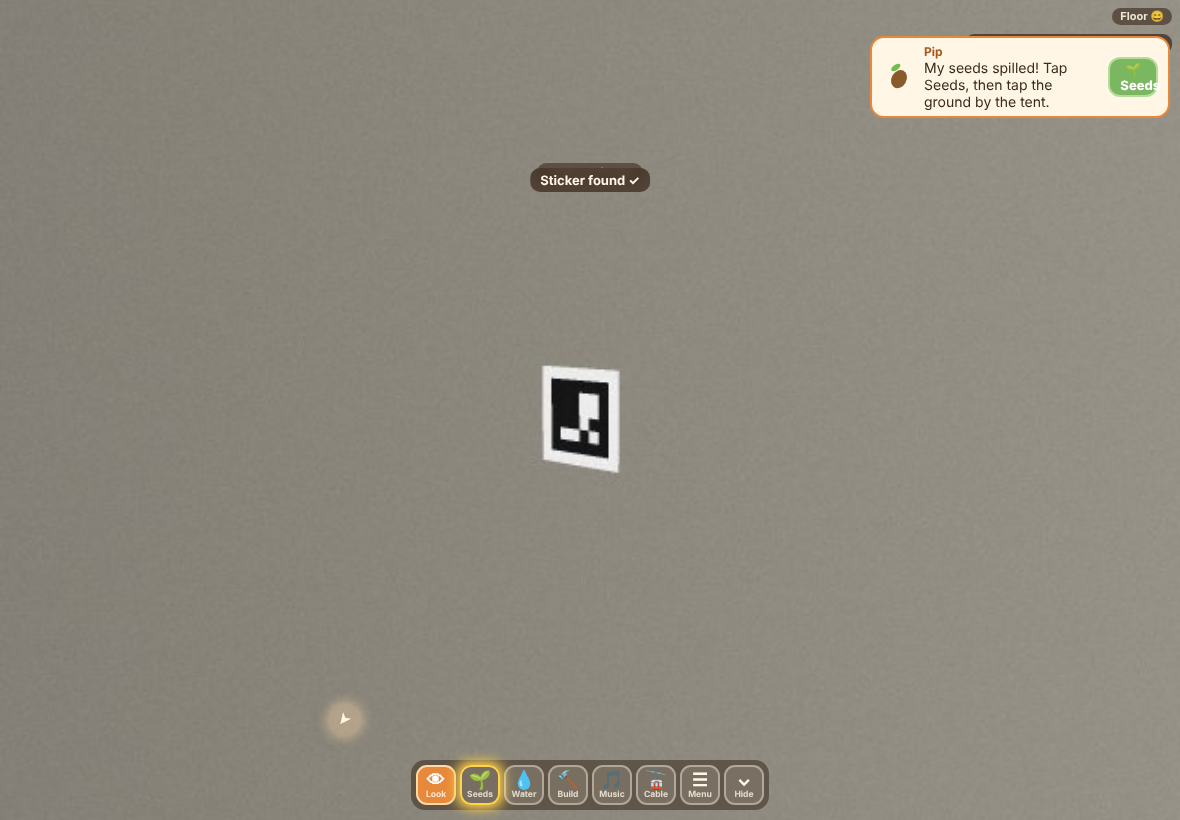 Floor 😄
Pip
My seeds spilled! Tap
Seeds, then tap the
ground by the tent.
Seeds
Sticker found ✓
Look
Seeds
Water
Build
Music
Cable
Menu
Hide